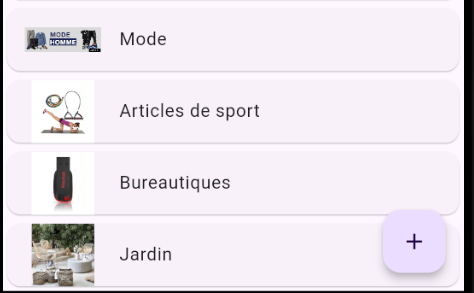 MODE
HOMME
Mode
Articles de sport
Bureautiques
Jardin
+